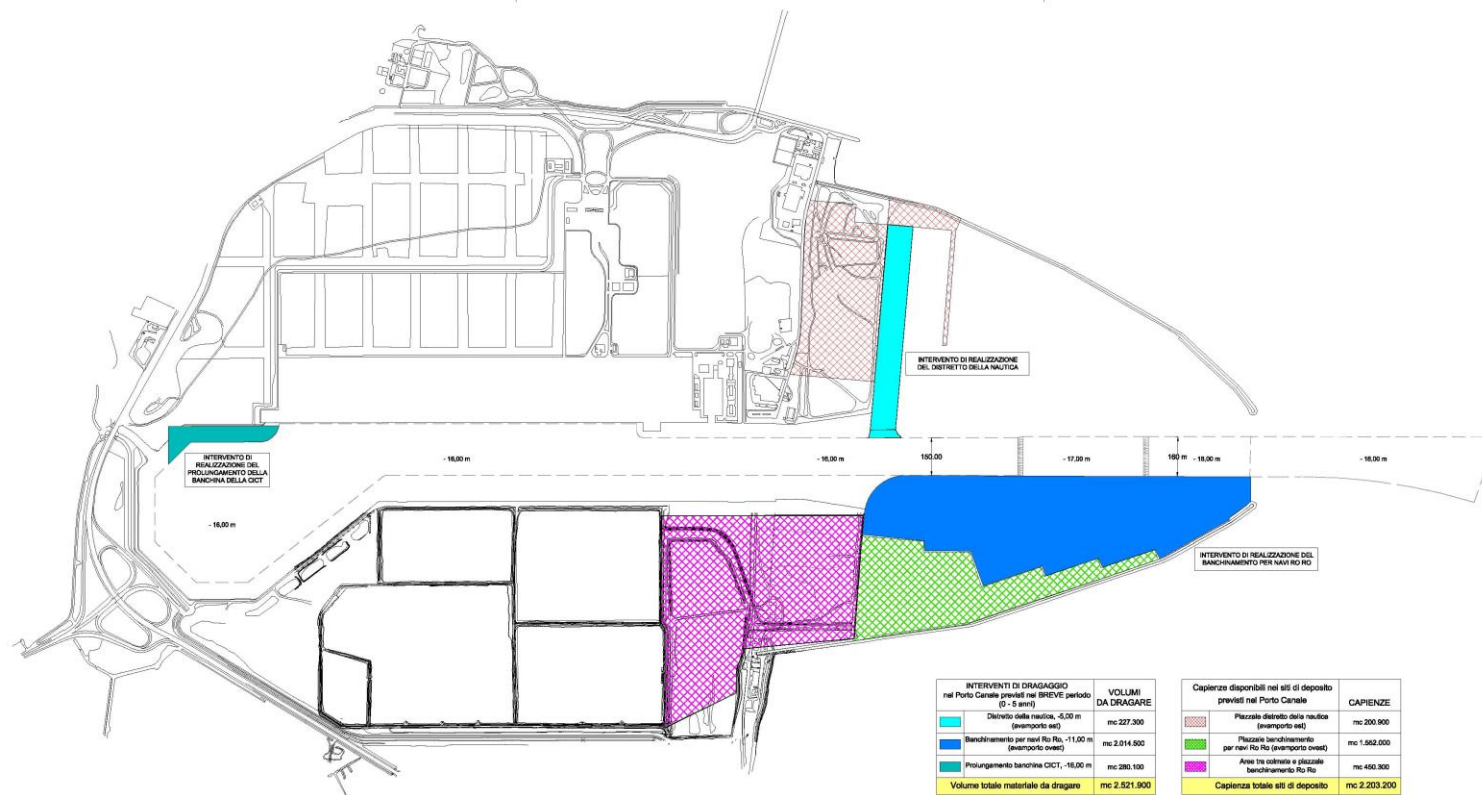 INTERVENTO DI REALIZZAZIONE
DEL DISTRETTO DELLA NAUTICA
INTERVENTO DI
REALIZZAZIONE DEL
PROLUNGAMENTO DELLA
BANCHINA DELLA CICT
- 16,00 m
- 16,00 m
150.00
- 17,00 m
160 m
- 18,00 m
- 18,00 m
- 16,00 m
INTERVENTO DI REALIZZAZIONE DEL
BANCHINAMENTO PER NAVI RO RO
INTERVENTI DI DRAGAGGIO
nel Porto Canale previsti nel BREVE periodo
(0 - 5 anni)
VOLUMI
DA DRAGARE
Distretto della nautica, -5,00 m
(avamporto est)
mc 227.300
Banchinamento per navi Ro Ro, -11,00 m
(avamporto ovest)
mc 2.014.500
Prolungamento banchina CICT, -16,00 m
mc 280.100
Volume totale materiale da dragare
mc 2.521.900
Capienze disponibili nei siti di deposito
previsti nel Porto Canale
CAPIENZE
Piazzale distretto della nautica
(avamporto est)
mc 200.900
Piazzale banchinamento
per navi Ro Ro (avamporto ovest)
mc 1.552.000
Aree tra colmate e piazzale
banchinamento Ro Ro
mc 450.300
Capienza totale siti di deposito
mc 2.203.200